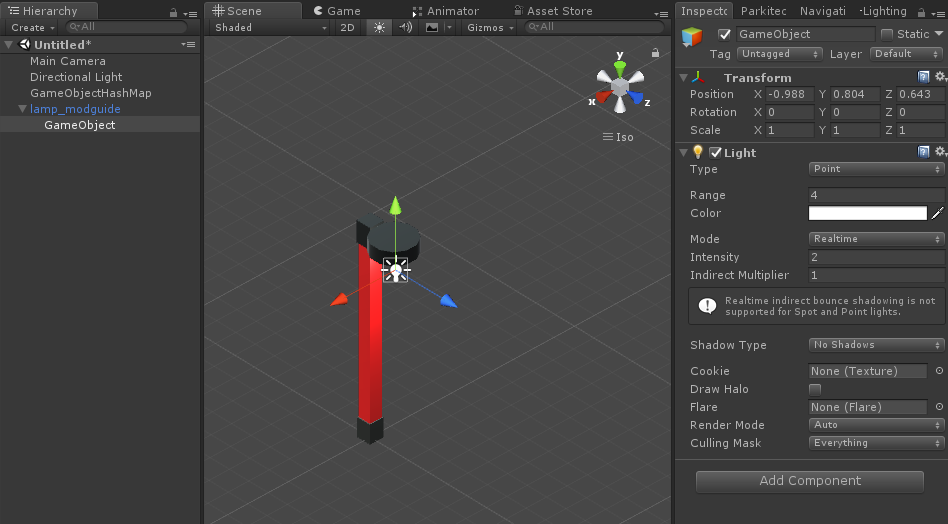 Hierarchy
Create
All
Untitled*
Main Camera
Directional Light
GameObjectHashMap
lamp_modguide
GameObject
Scene
Game
Animator
Asset Store
Shaded
2D
Gizmos
All
y
x
z
Iso
Inspecto
Parkitec
Navigati
Lighting
GameObject
Static
Tag Untagged Layer Default
Transform
Position X -0.988 Y 0.804 Z 0.643
Rotation X 0 Y 0 Z 0
Scale X 1 Y 1 Z 1
Light
Type Point
Range 4
Color
Mode Realtime
Intensity 2
Indirect Multiplier 1
Realtime indirect bounce shadowing is not
supported for Spot and Point lights.
Shadow Type No Shadows
Cookie None (Texture)
Draw Halo
Flare None (Flare)
Render Mode Auto
Culling Mask Everything
Add Component